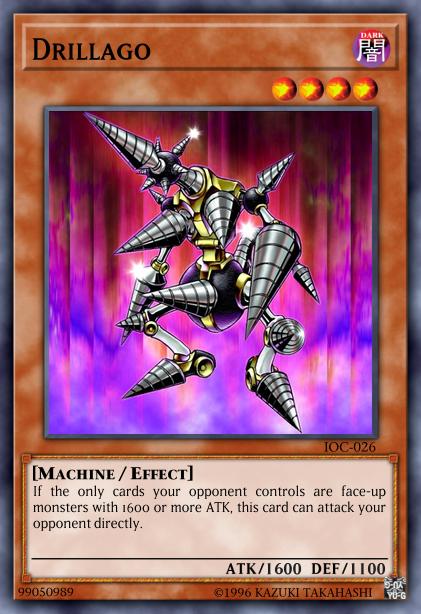 DRILLAGO
DARK
闇
IOC-026
[MACHINE / EFFECT]
If the only cards your opponent controls are face-up
monsters with 1600 or more ATK, this card can attack your
opponent directly.
ATK/1600 DEF/1100
99050989
©1996 KAZUKI TAKAHASHI